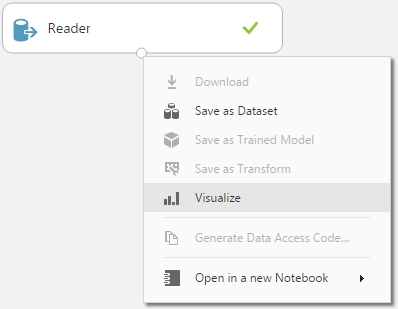 Reader
Download
Save as Dataset
Save as Trained Model
Save as Transform
Visualize
Generate Data Access Code...
Open in a new Notebook